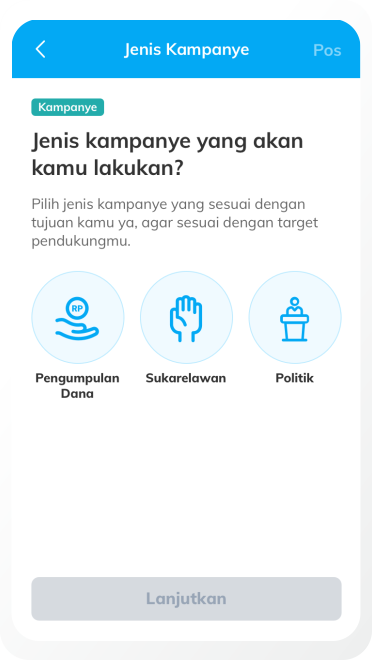 Jenis Kampanye
Pos
Kampanye
Jenis kampanye yang akan
kamu lakukan?
Pilih jenis kampanye yang sesuai dengan
tujuan kamu ya, agar sesuai dengan target
pendukungmu.
RP
Pengumpulan
Dana
Sukarelawan
Politik
Lanjutkan